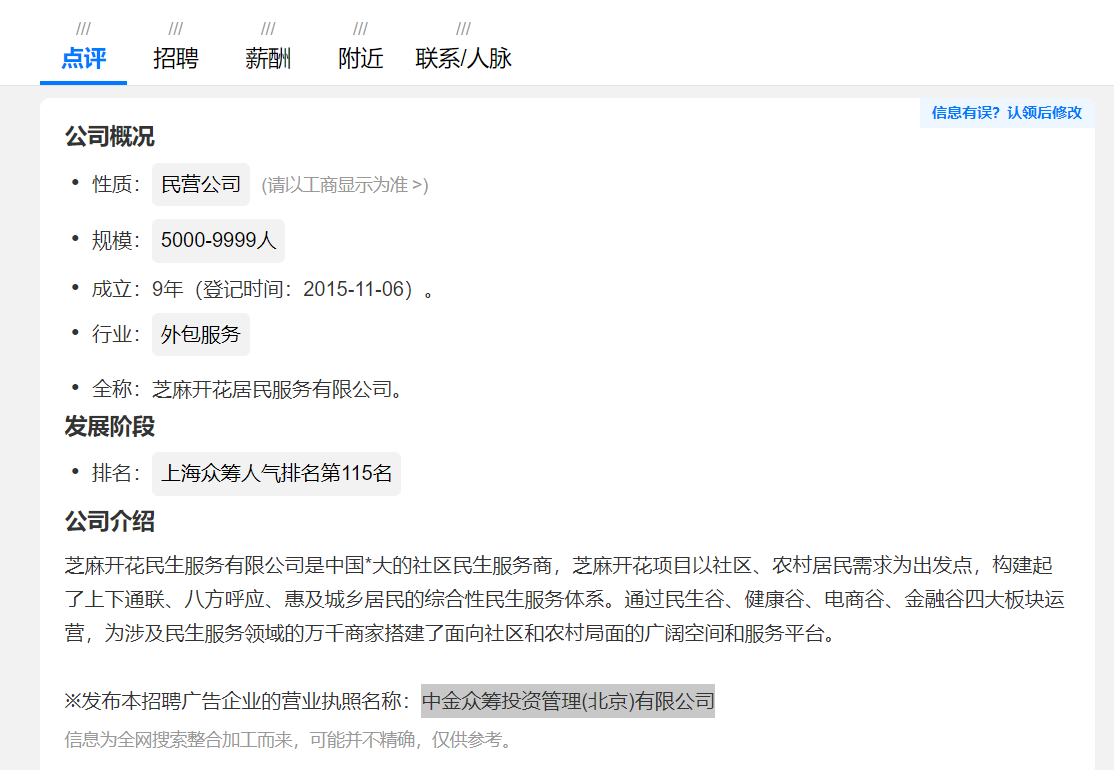 /// /// /// /// ///
点评 招聘 薪酬 附近 联系/人脉
信息有误? 认领后修改
公司概况
• 性质： 民营公司 (请以工商显示为准 >)
• 规模： 5000-9999人
• 成立：9年（登记时间：2015-11-06）。
• 行业： 外包服务
• 全称：芝麻开花居民服务有限公司。
发展阶段
• 排名： 上海众筹人气排名第115名
公司介绍
芝麻开花民生服务有限公司是中国*大的社区民生服务商，芝麻开花项目以社区、农村居民需求为出发点，构建起
了上下通联、八方呼应、惠及城乡居民的综合性民生服务体系。通过民生谷、健康谷、电商谷、金融谷四大板块运
营，为涉及民生服务领域的万千商家搭建了面向社区和农村局面的广阔空间和服务平台。
※发布本招聘广告企业的营业执照名称：中金众筹投资管理(北京)有限公司
信息为全网搜索整合加工而来，可能并不精确，仅供参考。